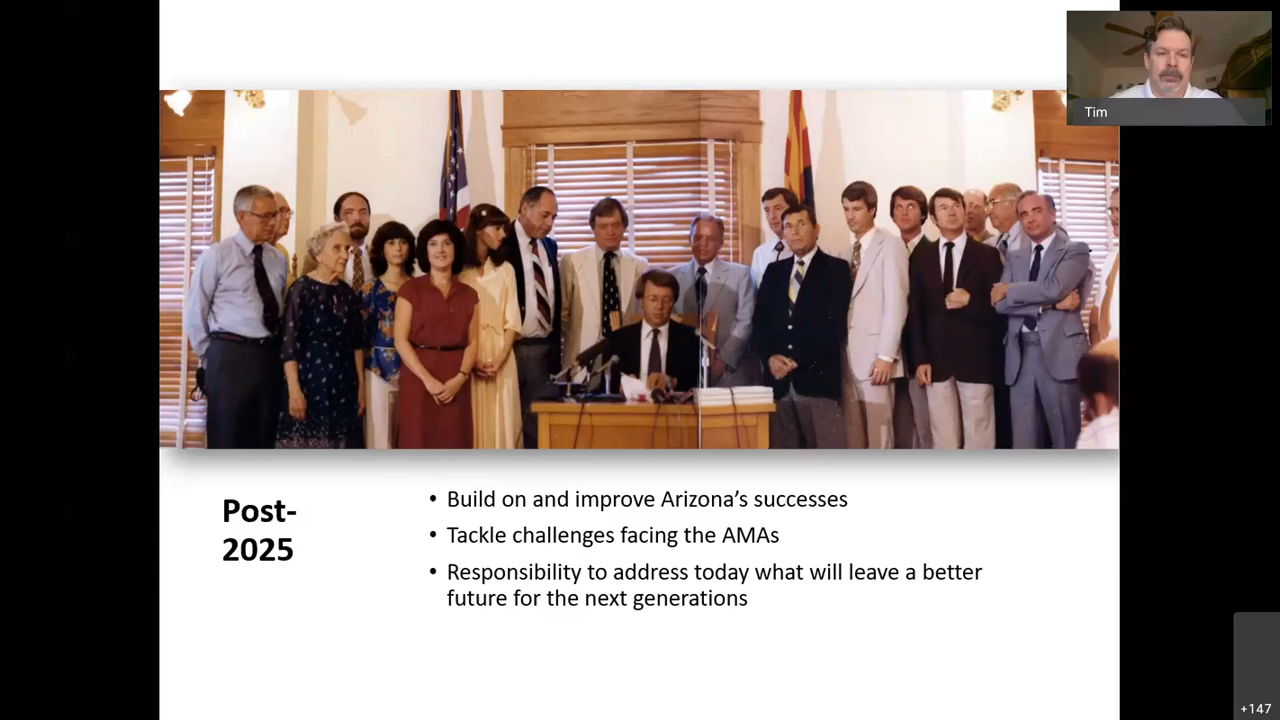 Tim
Post-
2025
• Build on and improve Arizona’s successes
• Tackle challenges facing the AMAs
• Responsibility to address today what will leave a better
future for the next generations
+147